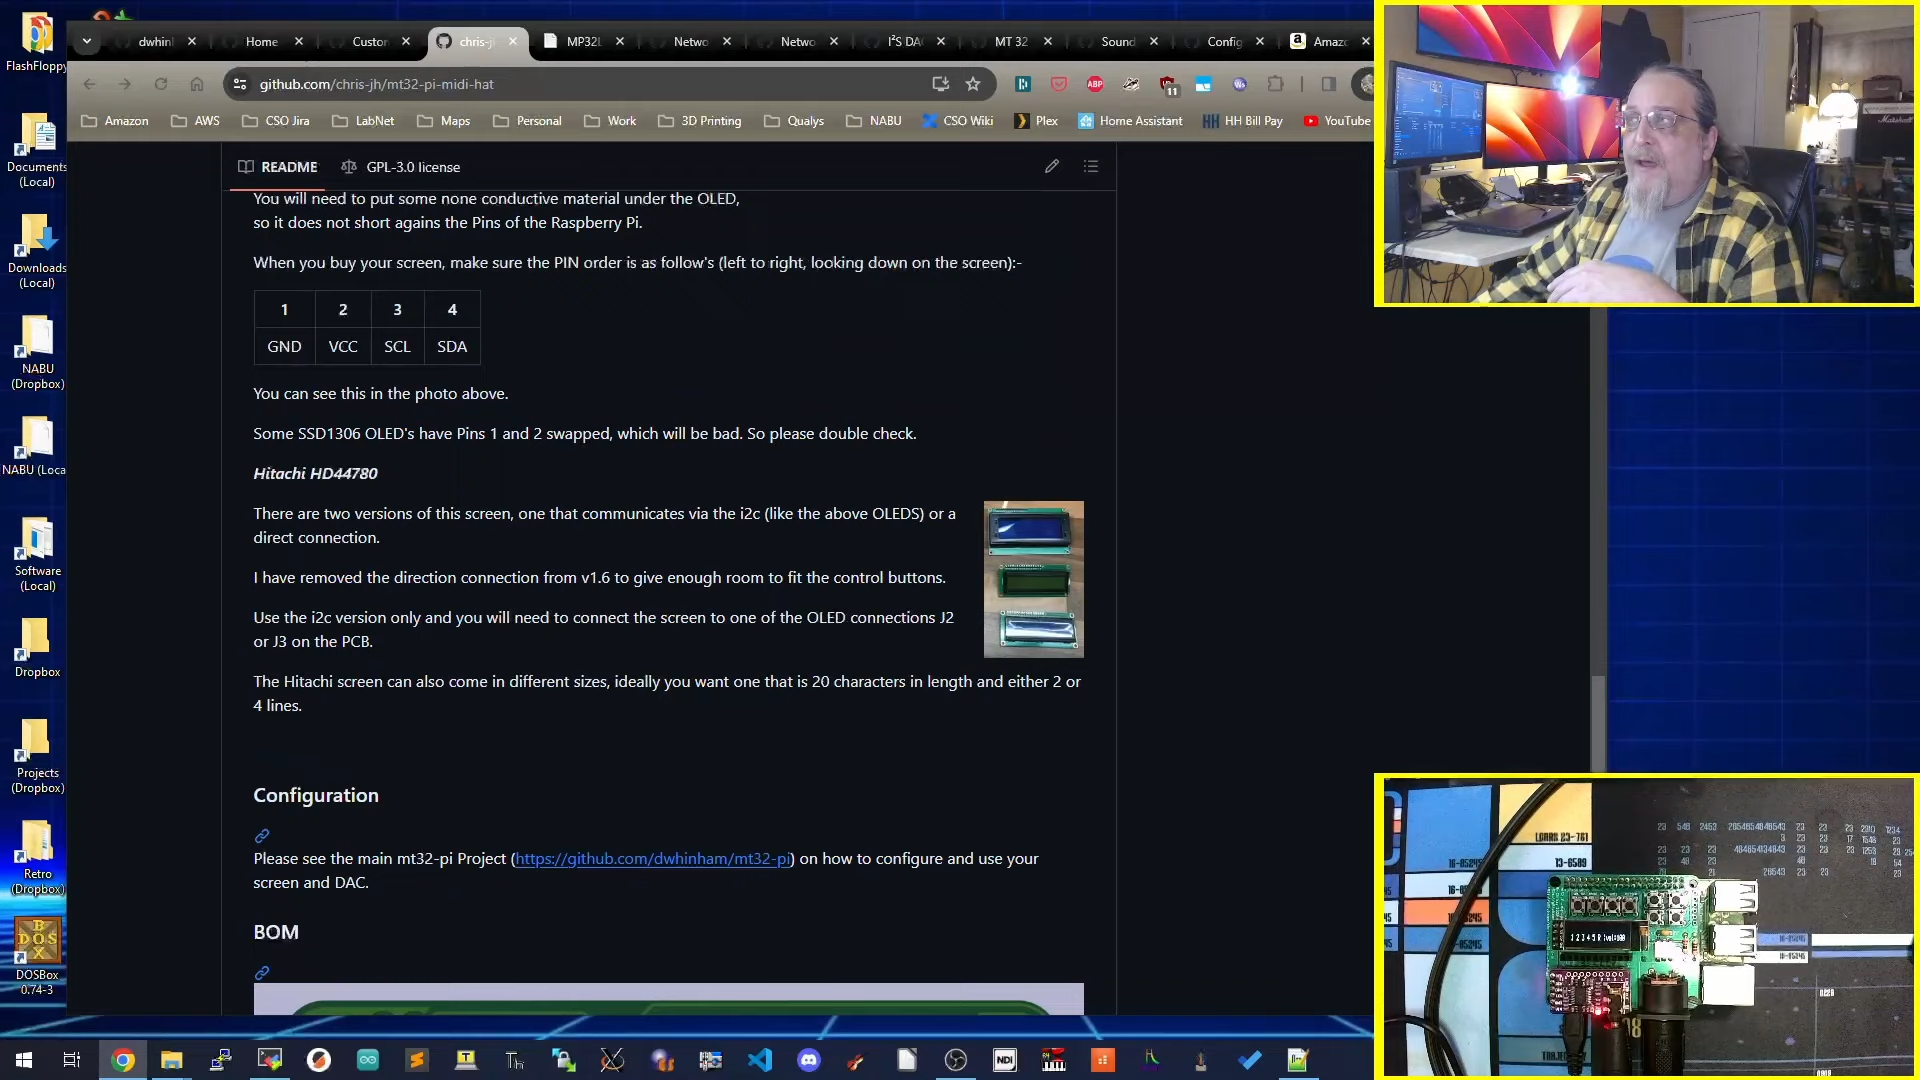 FlashFloppy
Documents
(Local)
Downloads
(Local)
NABU
(Dropbox)
NABU (Loca
Software
(Local)
Dropbox
Projects
(Dropbox)
Retro
(Dropbox)
DOSBox
0.74-3
dwhinl
Home
Custor
chris-j
MP32L
Netwo
Netwo
I²S DA
MT 32
Sound
Config
Amazo
github.com/chris-jh/mt32-pi-midi-hat
ABP
11
Amazon
AWS
CSO Jira
LabNet
Maps
Personal
Work
3D Printing
Qualys
NABU
CSO Wiki
Plex
Home Assistant
HH Bill Pay
YouTube
README
GPL-3.0 license
You will need to put some none conductive material under the OLED,
so it does not short agains the Pins of the Raspberry Pi.
When you buy your screen, make sure the PIN order is as follow's (left to right, looking down on the screen):-
1 2 3 4
GND VCC SCL SDA
You can see this in the photo above.
Some SSD1306 OLED's have Pins 1 and 2 swapped, which will be bad. So please double check.
Hitachi HD44780
There are two versions of this screen, one that communicates via the i2c (like the above OLEDS) or a
direct connection.
I have removed the direction connection from v1.6 to give enough room to fit the control buttons.
Use the i2c version only and you will need to connect the screen to one of the OLED connections J2
or J3 on the PCB.
The Hitachi screen can also come in different sizes, ideally you want one that is 20 characters in length and either 2 or
4 lines.
Configuration
Please see the main mt32-pi Project (https://github.com/dwhinham/mt32-pi) on how to configure and use your
screen and DAC.
BOM
Marshall
LCARS 23-761
13-6589
NDI